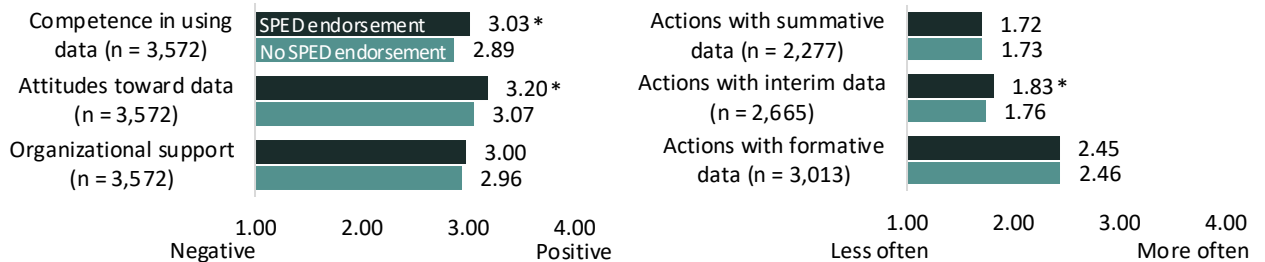 Competence in using
data (n = 3,572)
SPED endorsement
3.03 *
No SPED endorsement
2.89
Attitudes toward data
(n = 3,572)
3.20 *
3.07
Organizational support
(n = 3,572)
3.00
2.96
1.00 2.00 3.00 4.00
Negative Positive
Actions with summative
data (n = 2,277)
1.72
1.73
Actions with interim data
(n = 2,665)
1.83 *
1.76
Actions with formative
data (n = 3,013)
2.45
2.46
1.00 2.00 3.00 4.00
Less often More often